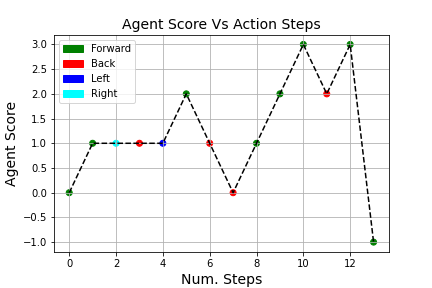 Agent Score Vs Action Steps
3.0
2.5
2.0
1.5
1.0
0.5
0.0
−0.5
−1.0
Agent Score
Forward
Back
Left
Right
0 2 4 6 8 10 12
Num. Steps